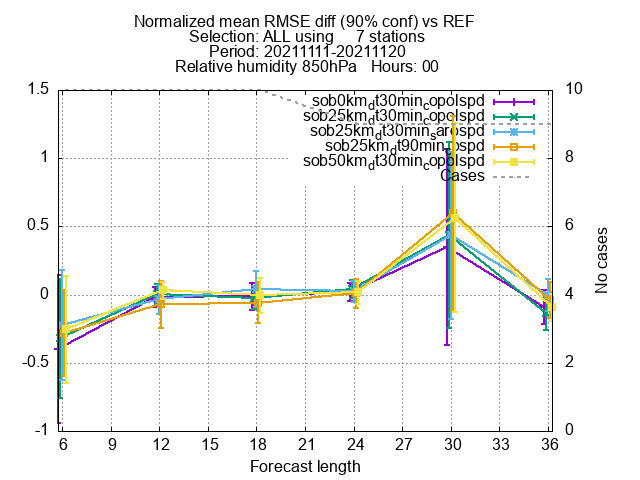 Normalized mean RMSE diff (90% conf) vs REF
Selection: ALL using 7 stations
Period: 20211111-20211120
Relative humidity 850hPa Hours: 00
1.5
1
0.5
0
-0.5
-1
10
8
6
4
2
0
sob0km_dt30min_copolspd
sob25km_dt30min_copolspd
sob25km_dt30min_sarospd
sob50km_dt30min_copolspd
Cases
No cases
6 9 12 15 18 21 24 27 30 33 36
Forecast length